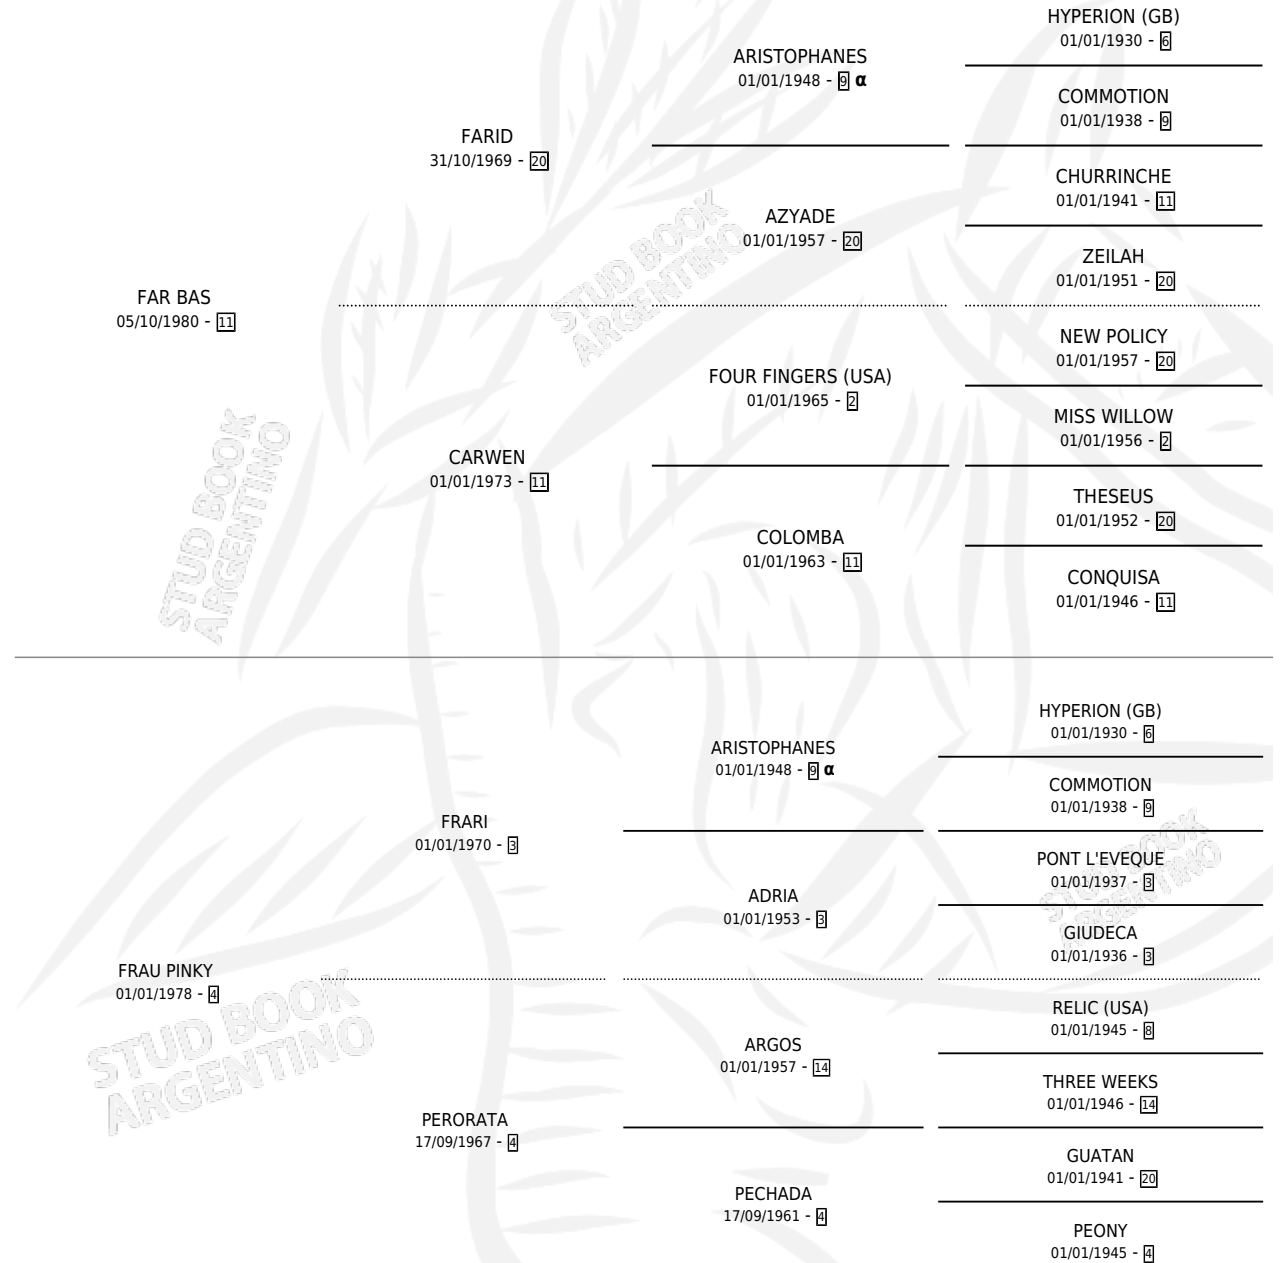 HYPERION (GB)
01/01/1930 - 6
ARISTOPHANES
01/01/1948 - 9 α
COMMOTION
01/01/1938 - 9
FARID
31/10/1969 - 20
CHURRINCHE
01/01/1941 - 11
AZYADE
01/01/1957 - 20
ZEILAH
01/01/1951 - 20
FAR BAS
05/10/1980 - 11
NEW POLICY
01/01/1957 - 20
FOUR FINGERS (USA)
01/01/1965 - 2
MISS WILLOW
01/01/1956 - 2
CARWEN
01/01/1973 - 11
THESEUS
01/01/1952 - 20
COLOMBA
01/01/1963 - 11
CONQUISA
01/01/1946 - 11
STUD BOOK
ARGENTINO
STUD BOOK
ARGENTINO
HYPERION (GB)
01/01/1930 - 6
ARISTOPHANES
01/01/1948 - 9 α
COMMOTION
01/01/1938 - 9
FRARI
01/01/1970 - 3
PONT L'EVEQUE
01/01/1937 - 3
ADRIA
01/01/1953 - 3
GIUDECA
01/01/1936 - 3
FRAU PINKY
01/01/1978 - 4
RELIC (USA)
01/01/1945 - 8
ARGOS
01/01/1957 - 14
THREE WEEKS
01/01/1946 - 14
PERORATA
17/09/1967 - 4
GUATAN
01/01/1941 - 20
PECHADA
17/09/1961 - 4
PEONY
01/01/1945 - 4
STUD BOOK
ARGENTINO
STUD BOOK
ARGENTINO